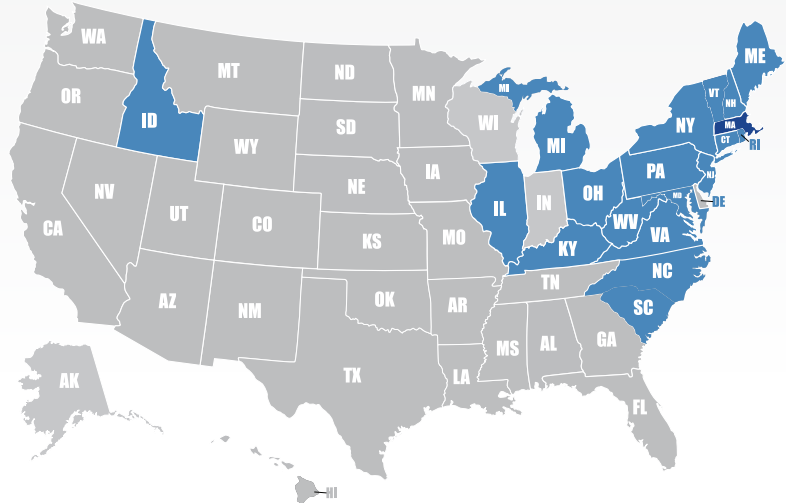 WA
MT
ND
MN
OR
ID
SD
WI
MI
MI
ME
VT
NH
NY
MA
CT
RI
WY
IA
NE
PA
NJ
NV
UT
CO
IL
IN
OH
MD
DE
WV
VA
CA
KS
MO
KY
NC
AZ
NM
OK
AR
TN
SC
TX
LA
MS
AL
GA
AK
FL
HI